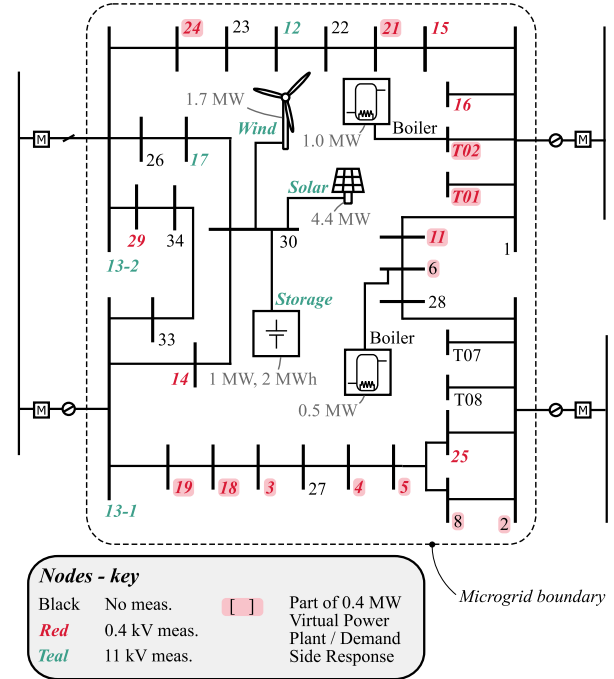 24
23
12
22
21
15
1.7 MW
Wind
1.0 MW
Boiler
16
M
M
26
17
T02
Solar
T01
4.4 MW
29
34
30
11
1
13-2
6
Storage
28
33
Boiler
T07
14
1 MW, 2 MWh
T08
M
0.5 MW
M
25
19
18
3
27
4
5
13-1
8
2
Nodes - key
Black No meas.
Red 0.4 kV meas.
Teal 11 kV meas.
[ ] Part of 0.4 MW
Virtual Power
Plant / Demand
Side Response
Microgrid boundary